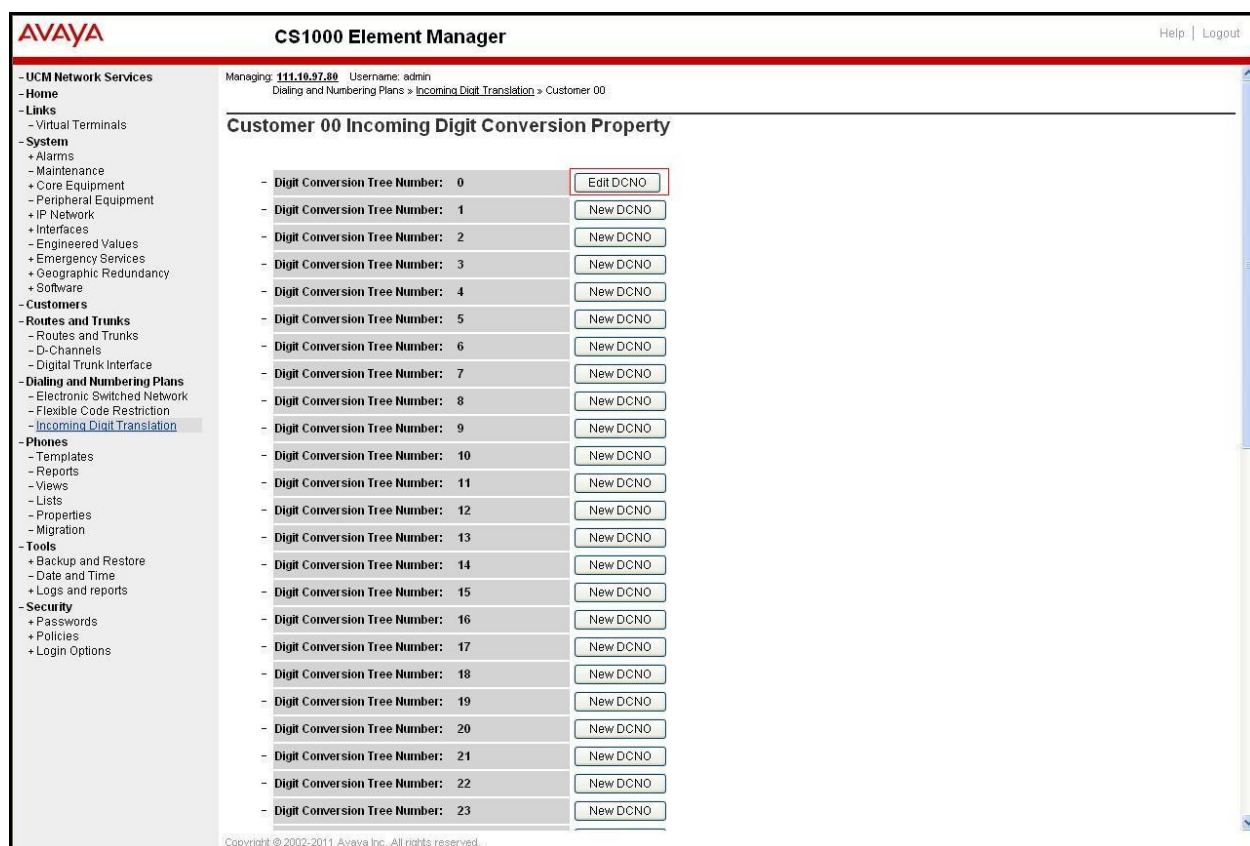 AVAYA
CS1000 Element Manager
Help | Logout
- UCM Network Services
- Home
- Links
- Virtual Terminals
- System
+ Alarms
- Maintenance
+ Core Equipment
- Peripheral Equipment
+ IP Network
+ Interfaces
- Engineered Values
+ Emergency Services
+ Geographic Redundancy
+ Software
- Customers
- Routes and Trunks
- Routes and Trunks
- D-Channels
- Digital Trunk Interface
- Dialing and Numbering Plans
- Electronic Switched Network
- Flexible Code Restriction
- Incoming Digit Translation
- Phones
- Templates
- Reports
- Views
- Lists
- Properties
- Migration
- Tools
+ Backup and Restore
- Date and Time
+ Logs and reports
- Security
+ Passwords
+ Policies
+ Login Options
Managing: 111.10.97.80 Username: admin
Dialing and Numbering Plans » Incoming Digit Translation » Customer 00
Customer 00 Incoming Digit Conversion Property
- Digit Conversion Tree Number: 0 Edit DCNO
- Digit Conversion Tree Number: 1 New DCNO
- Digit Conversion Tree Number: 2 New DCNO
- Digit Conversion Tree Number: 3 New DCNO
- Digit Conversion Tree Number: 4 New DCNO
- Digit Conversion Tree Number: 5 New DCNO
- Digit Conversion Tree Number: 6 New DCNO
- Digit Conversion Tree Number: 7 New DCNO
- Digit Conversion Tree Number: 8 New DCNO
- Digit Conversion Tree Number: 9 New DCNO
- Digit Conversion Tree Number: 10 New DCNO
- Digit Conversion Tree Number: 11 New DCNO
- Digit Conversion Tree Number: 12 New DCNO
- Digit Conversion Tree Number: 13 New DCNO
- Digit Conversion Tree Number: 14 New DCNO
- Digit Conversion Tree Number: 15 New DCNO
- Digit Conversion Tree Number: 16 New DCNO
- Digit Conversion Tree Number: 17 New DCNO
- Digit Conversion Tree Number: 18 New DCNO
- Digit Conversion Tree Number: 19 New DCNO
- Digit Conversion Tree Number: 20 New DCNO
- Digit Conversion Tree Number: 21 New DCNO
- Digit Conversion Tree Number: 22 New DCNO
- Digit Conversion Tree Number: 23 New DCNO
Copyright © 2002-2011 Avaya Inc. All rights reserved.